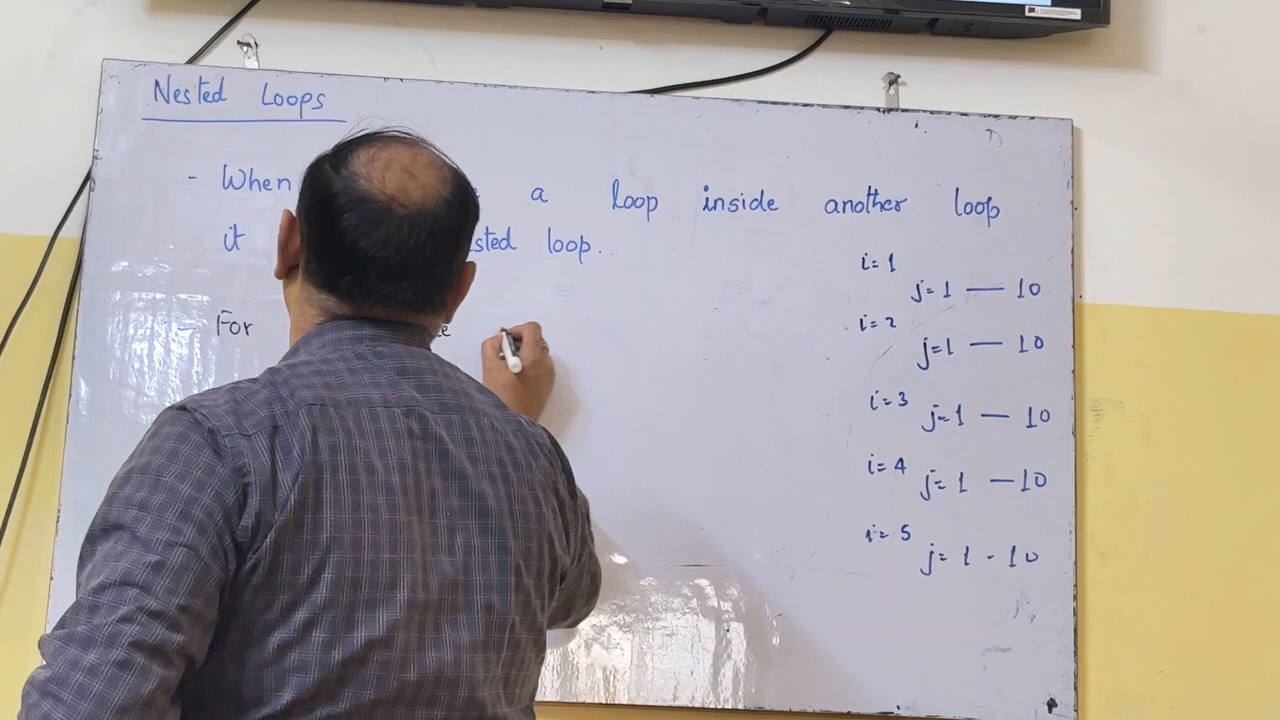 Nested Loops
- When a loop inside another loop
it loop..
i=1
j=1 — 10
i=2
j=1 — 10
For
i=3 j=1 — 10
i=4 j=1 — 10
i=5
j=1 - 10